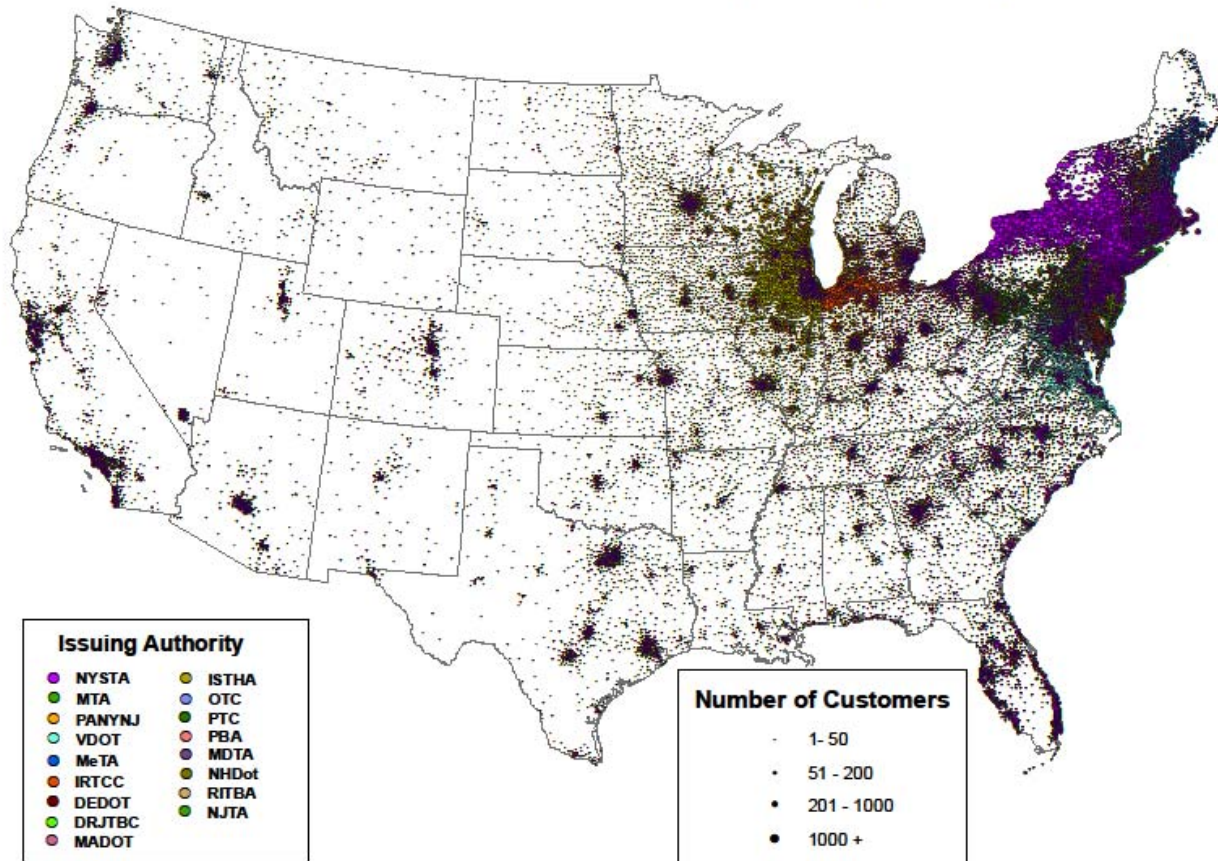 Issuing Authority
NYSTA
MTA
PANYNJ
VDOT
MeTA
IRTCC
DEDOT
DRJTBC
MADOT
ISTHA
OTC
PTC
PBA
MDTA
NHDot
RITBA
NJTA
Number of Customers
1- 50
51 - 200
201 - 1000
1000 +